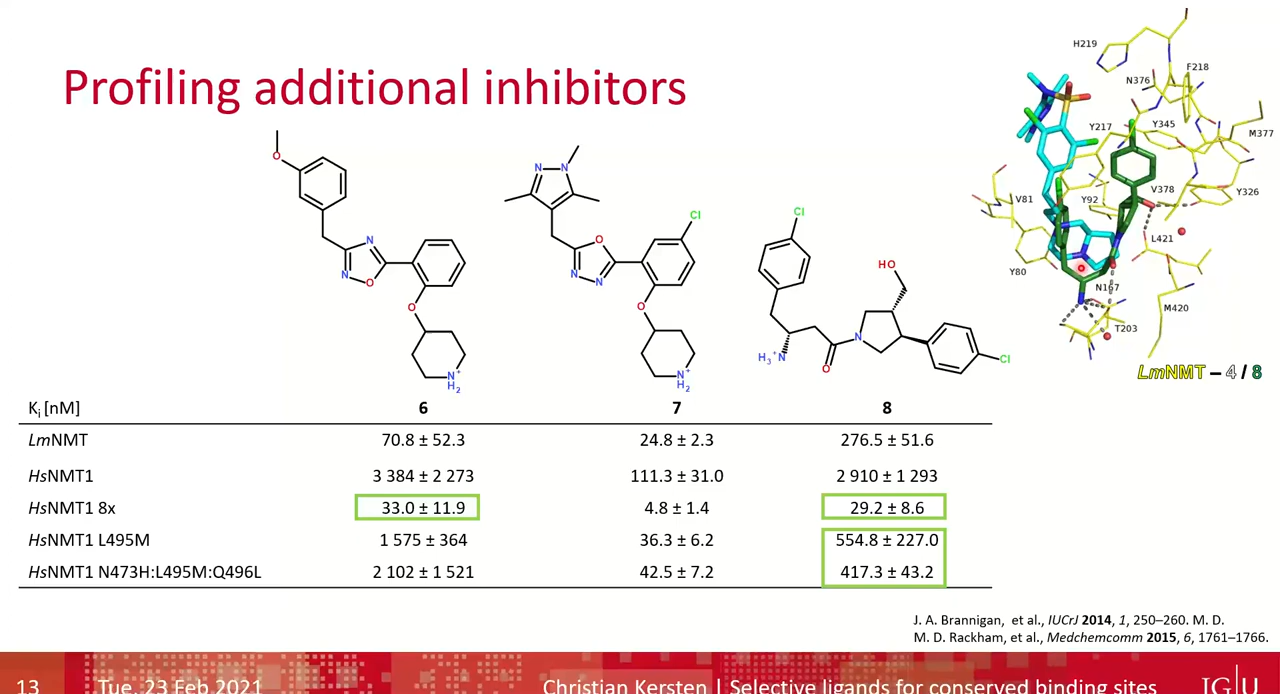 Profiling additional inhibitors
H219
F218
N376
Y217
Y345
M377
V81
Y92
V378
Y326
L421
Y80
N167
M420
T203
LmNMT – 4 / 8
O
N
N
O
N
N
Cl
O
N
N
O
N
H2
+
O
N
H2
+
Cl
HO
H3+N
O
N
Cl
Ki [nM] 6 7 8
LmNMT 70.8 ± 52.3 24.8 ± 2.3 276.5 ± 51.6
HsNMT1 3 384 ± 2 273 111.3 ± 31.0 2 910 ± 1 293
HsNMT1 8x 33.0 ± 11.9 4.8 ± 1.4 29.2 ± 8.6
HsNMT1 L495M 1 575 ± 364 36.3 ± 6.2 554.8 ± 227.0
HsNMT1 N473H:L495M:Q496L 2 102 ± 1 521 42.5 ± 7.2 417.3 ± 43.2
J. A. Brannigan, et al., IUCrJ 2014, 1, 250–260. M. D.
M. D. Rackham, et al., Medchemcomm 2015, 6, 1761–1766.
13 Tue, 23 Feb 2021 Christian Kersten | Selective ligands for conserved binding sites JG|U